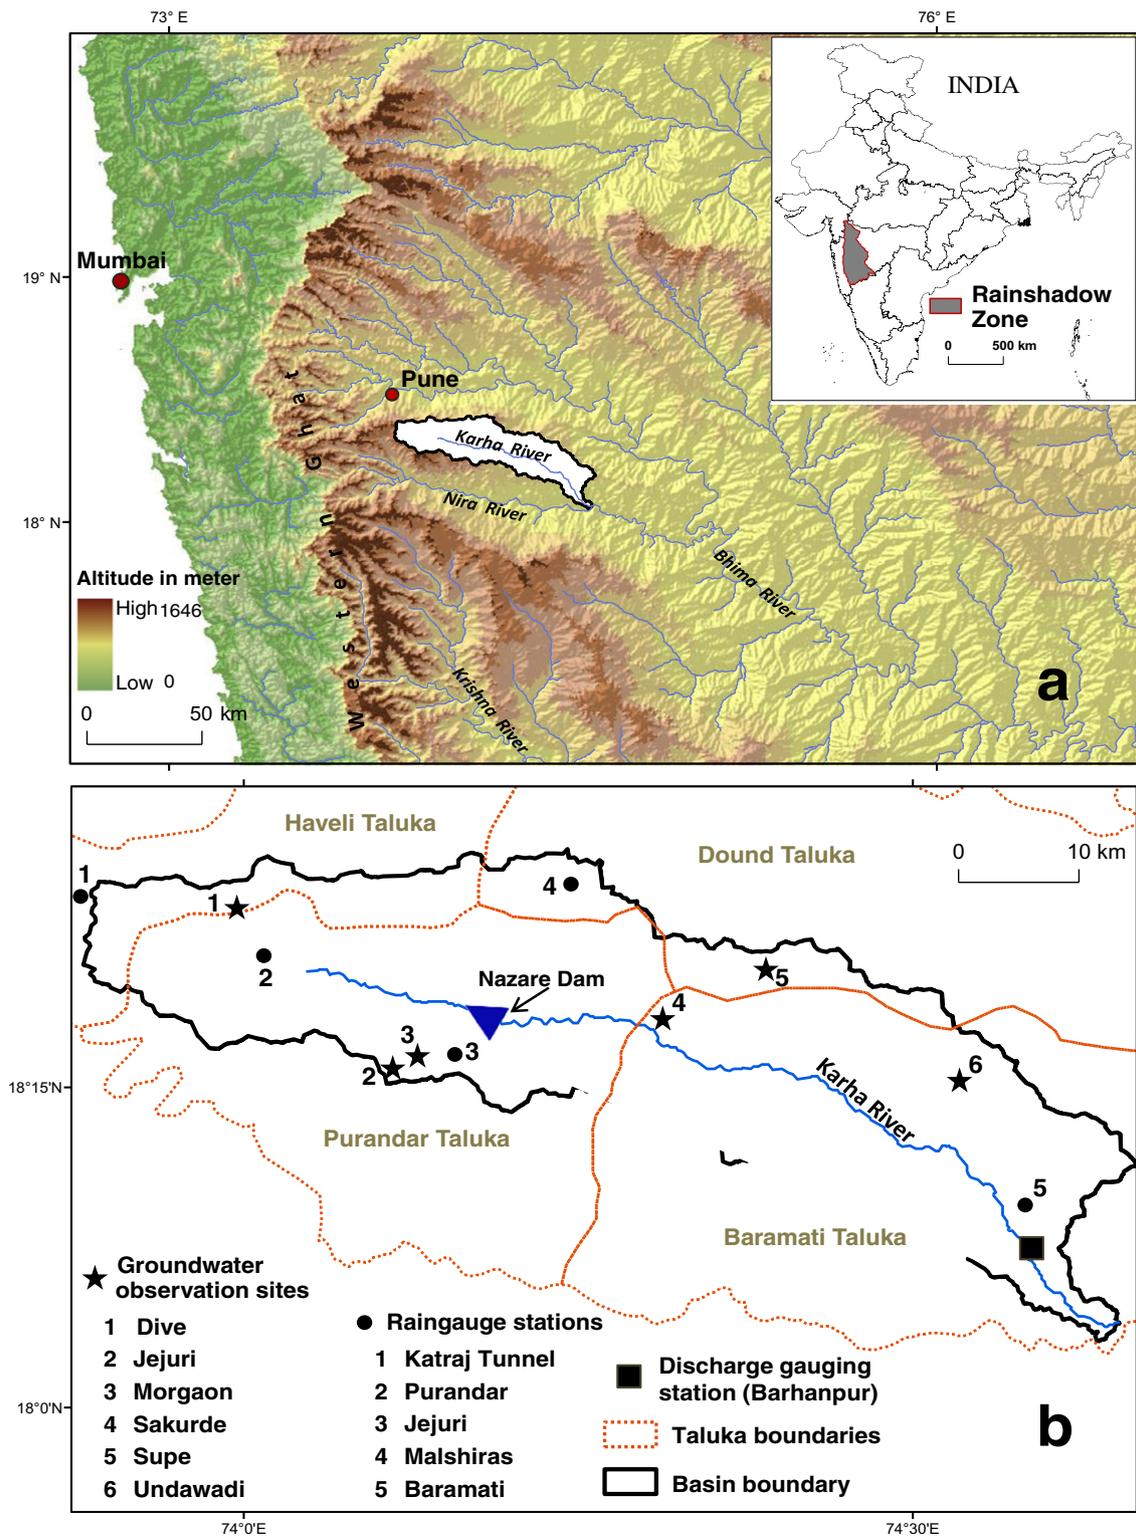 73° E
76° E
INDIA
Mumbai
19° N
Rainshadow
Zone
0
500 km
Pune
Western Ghat
Karha River
Nira River
18° N
Bhima River
Altitude in meter
High 1646
Low 0
Krishna River
a
0
50 km
Haveli Taluka
Dound Taluka
0
10 km
1
4
1
2
5
Nazare Dam
4
3
3
2
6
18°15'N
Karha River
Purandar Taluka
5
Baramati Taluka
Groundwater
observation sites
1 Dive
2 Jejuri
3 Morgaon
4 Sakurde
5 Supe
6 Undawadi
Raingauge stations
1 Katraj Tunnel
2 Purandar
3 Jejuri
4 Malshiras
5 Baramati
Discharge gauging
station (Barhanpur)
Taluka boundaries
Basin boundary
b
18°0'N
74°0'E
74°30'E